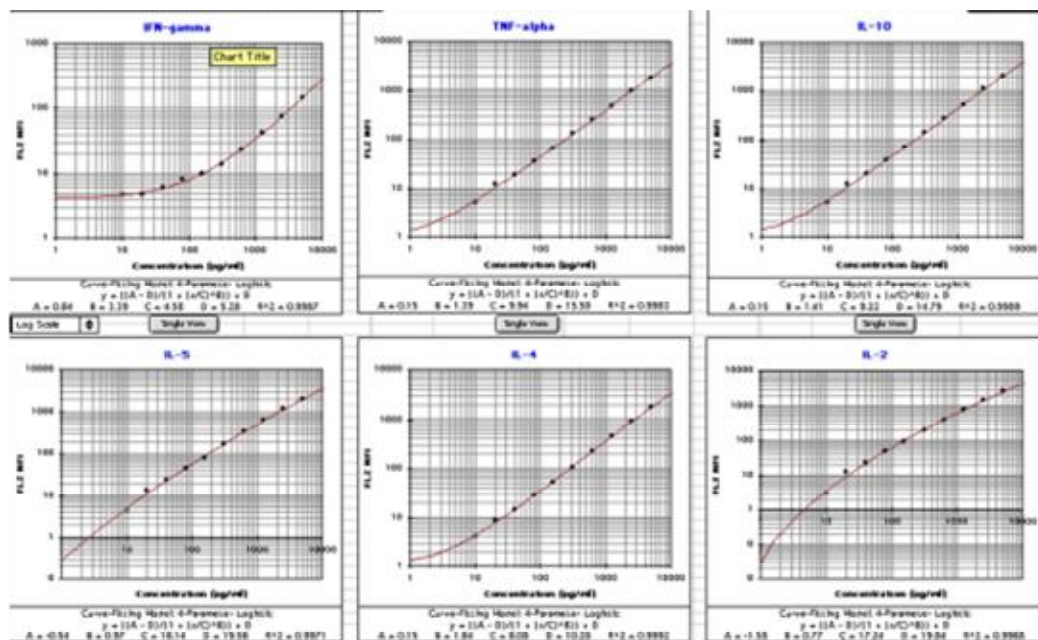 IFN-gamma
Chart Title
FL2 MFI
1000
100
10
1
1 10 100 1000 10000
Concentration (pg/ml)
Curve-Fitting Model: 4-Parameter Logistic
y = ((A - D)/(1 + (x/C)^B)) + D
TNF-alpha
FL2 MFI
10000
1000
100
10
1
1 10 100 1000 10000
Concentration (pg/ml)
Curve-Fitting Model: 4-Parameter Logistic
y = ((A - D)/(1 + (x/C)^B)) + D
IL-10
FL2 MFI
10000
1000
100
10
1
1 10 100 1000 10000
Concentration (pg/ml)
Curve-Fitting Model: 4-Parameter Logistic
y = ((A - D)/(1 + (x/C)^B)) + D
Log Scale
Single View
Single View
Single View
IL-5
FL2 MFI
10000
1000
100
10
1
0
10 100 1000 10000
Concentration (pg/ml)
Curve-Fitting Model: 4-Parameter Logistic
y = ((A - D)/(1 + (x/C)^B)) + D
IL-4
FL2 MFI
10000
1000
100
10
1
1 10 100 1000 10000
Concentration (pg/ml)
Curve-Fitting Model: 4-Parameter Logistic
y = ((A - D)/(1 + (x/C)^B)) + D
IL-2
FL2 MFI
10000
1000
100
10
1
0
0
10 100 1000 10000
Concentration (pg/ml)
Curve-Fitting Model: 4-Parameter Logistic
y = ((A - D)/(1 + (x/C)^B)) + D